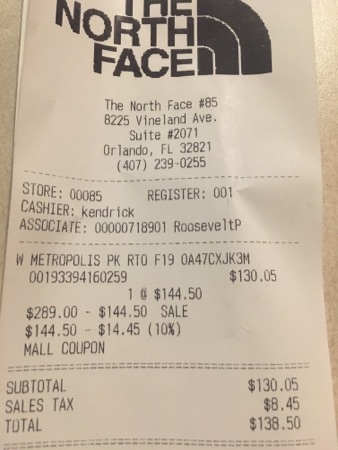 THE
NORTH
FACE
The North Face #85
8225 Vineland Ave.
Suite #2071
Orlando, FL 32821
(407) 239-0255
STORE: 00085 REGISTER: 001
CASHIER: kendrick
ASSOCIATE: 00000718901 RooseveltP
W METROPOLIS PK RTO F19 0A47CXJK3M
00193394160259 $130.05
1 @ $144.50
$289.00 - $144.50 SALE
$144.50 - $14.45 (10%)
MALL COUPON
SUBTOTAL $130.05
SALES TAX $8.45
TOTAL $138.50